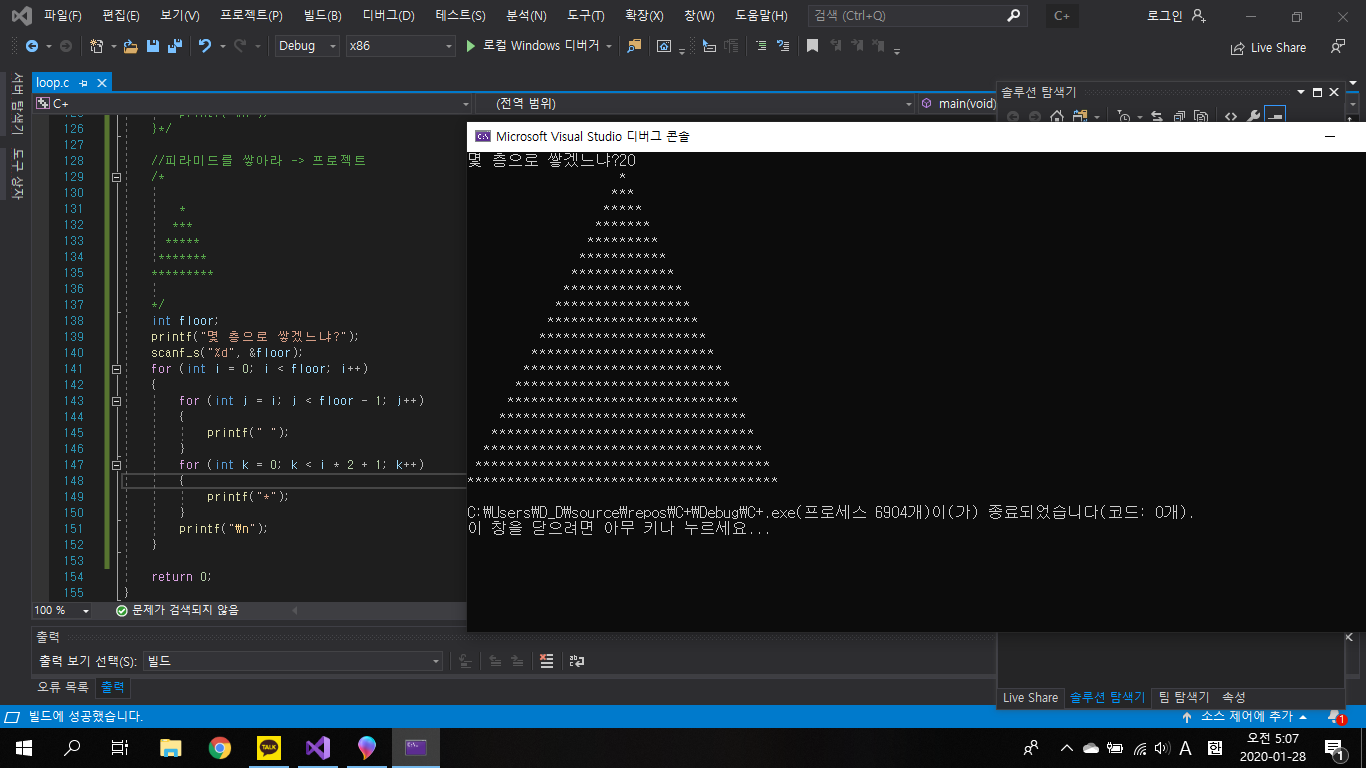 파일(F) 편집(E) 보기(V) 프로젝트(P) 빌드(B) 디버그(D) 테스트(S) 분석(N) 도구(T) 확장(X) 창(W) 도움말(H) 검색 (Ctrl+Q) C+ 로그인
Debug x86 로컬 Windows 디버거 Live Share
서버 탐색기
도구 상자
loop.c
C+ (전역 범위) main(void)
솔루션 탐색기
126 }*/
127
128 //피라미드를 쌓아라 -> 프로젝트
129 /*
130
131 *
132 ***
133 *****
134 *******
135 *********
136
137 */
138 int floor;
139 printf("몇 층으로 쌓겠느냐?");
140 scanf_s("%d", &floor);
141 for (int i = 0; i < floor; i++)
142 {
143 for (int j = i; j < floor - 1; j++)
144 {
145 printf(" ");
146 }
147 for (int k = 0; k < i * 2 + 1; k++)
148 {
149 printf("*");
150 }
151 printf("₩n");
152 }
153
154 return 0;
155 }
100 % 문제가 검색되지 않음
Microsoft Visual Studio 디버그 콘솔
몇 층으로 쌓겠느냐?20
*
***
*****
*******
*********
***********
*************
***************
*****************
*******************
*********************
***********************
*************************
***************************
*****************************
*******************************
*********************************
***********************************
*************************************
***************************************
C:₩Users₩D_D₩source₩repos₩C+₩Debug₩C+.exe(프로세스 6904개)이(가) 종료되었습니다(코드: 0개).
이 창을 닫으려면 아무 키나 누르세요...
출력
출력 보기 선택(S): 빌드
오류 목록 출력
Live Share 솔루션 탐색기 팀 탐색기 속성
빌드에 성공했습니다. 소스 제어에 추가 1
TALK
A 한 오전 5:07
2020-01-28
1